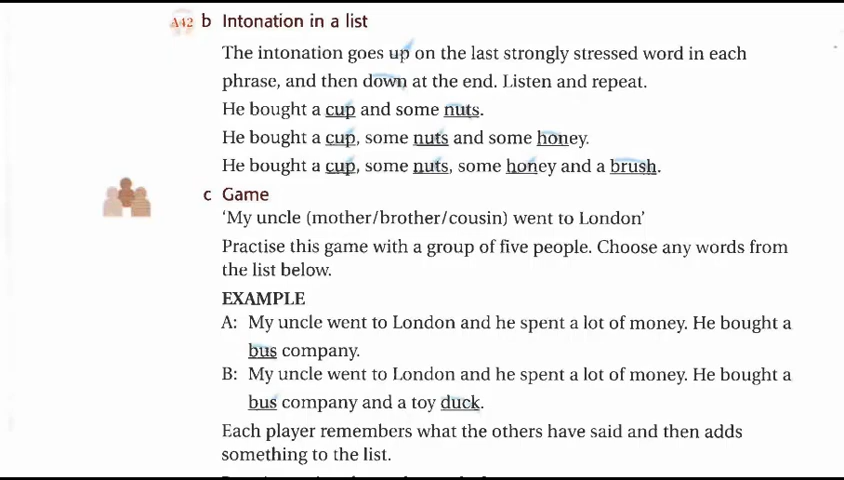 A42 b Intonation in a list
The intonation goes up on the last strongly stressed word in each
phrase, and then down at the end. Listen and repeat.
He bought a cup and some nuts.
He bought a cup, some nuts and some honey.
He bought a cup, some nuts, some honey and a brush.
c Game
‘My uncle (mother/brother/cousin) went to London’
Practise this game with a group of five people. Choose any words from
the list below.
EXAMPLE
A: My uncle went to London and he spent a lot of money. He bought a
bus company.
B: My uncle went to London and he spent a lot of money. He bought a
bus company and a toy duck.
Each player remembers what the others have said and then adds
something to the list.